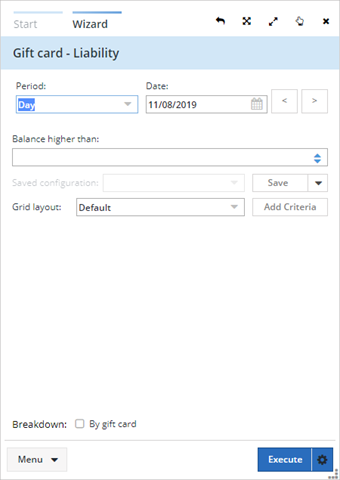 Start Wizard
Gift card - Liability
Period: Date:
Day 11/08/2019 < >
Balance higher than:
Saved configuration: Save
Grid layout: Default Add Criteria
Breakdown: By gift card
Menu Execute